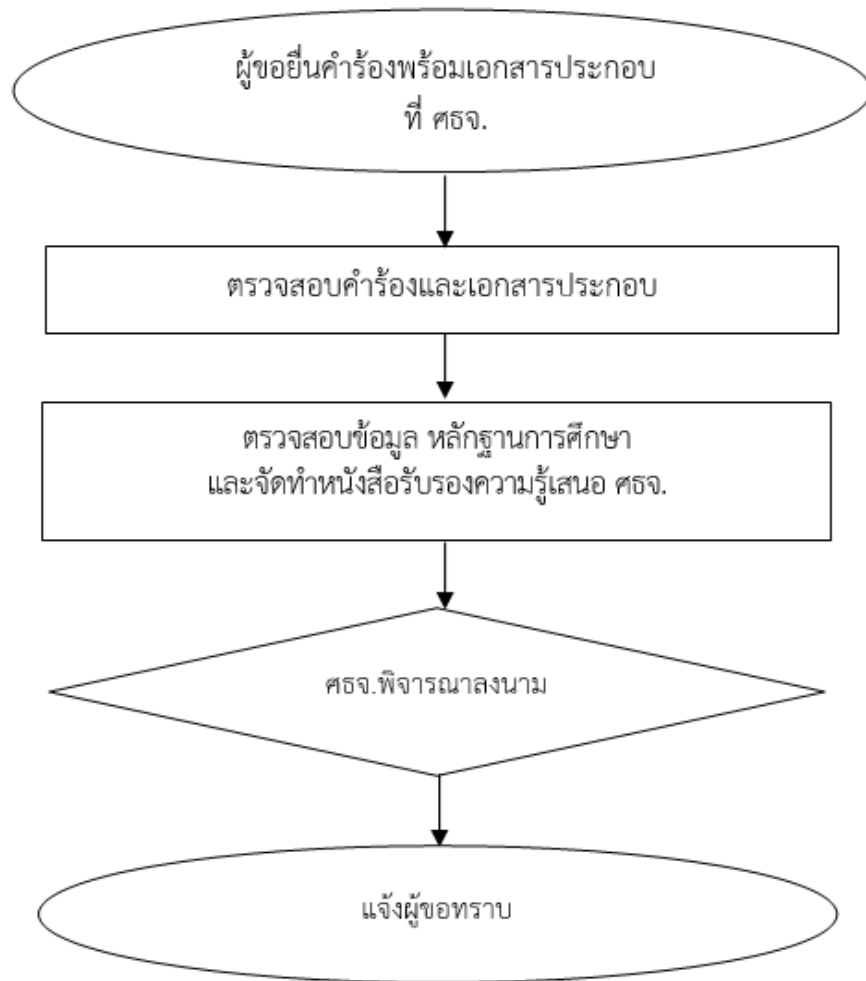 ผู้ขอยื่นคำร้องพร้อมเอกสารประกอบ
ที่ ศธจ.
ตรวจสอบคำร้องและเอกสารประกอบ
ตรวจสอบข้อมูล หลักฐานการศึกษา
และจัดทำหนังสือรับรองความรู้เสนอ ศธจ.
ศธจ.พิจารณาลงนาม
แจ้งผู้ขอทราบ